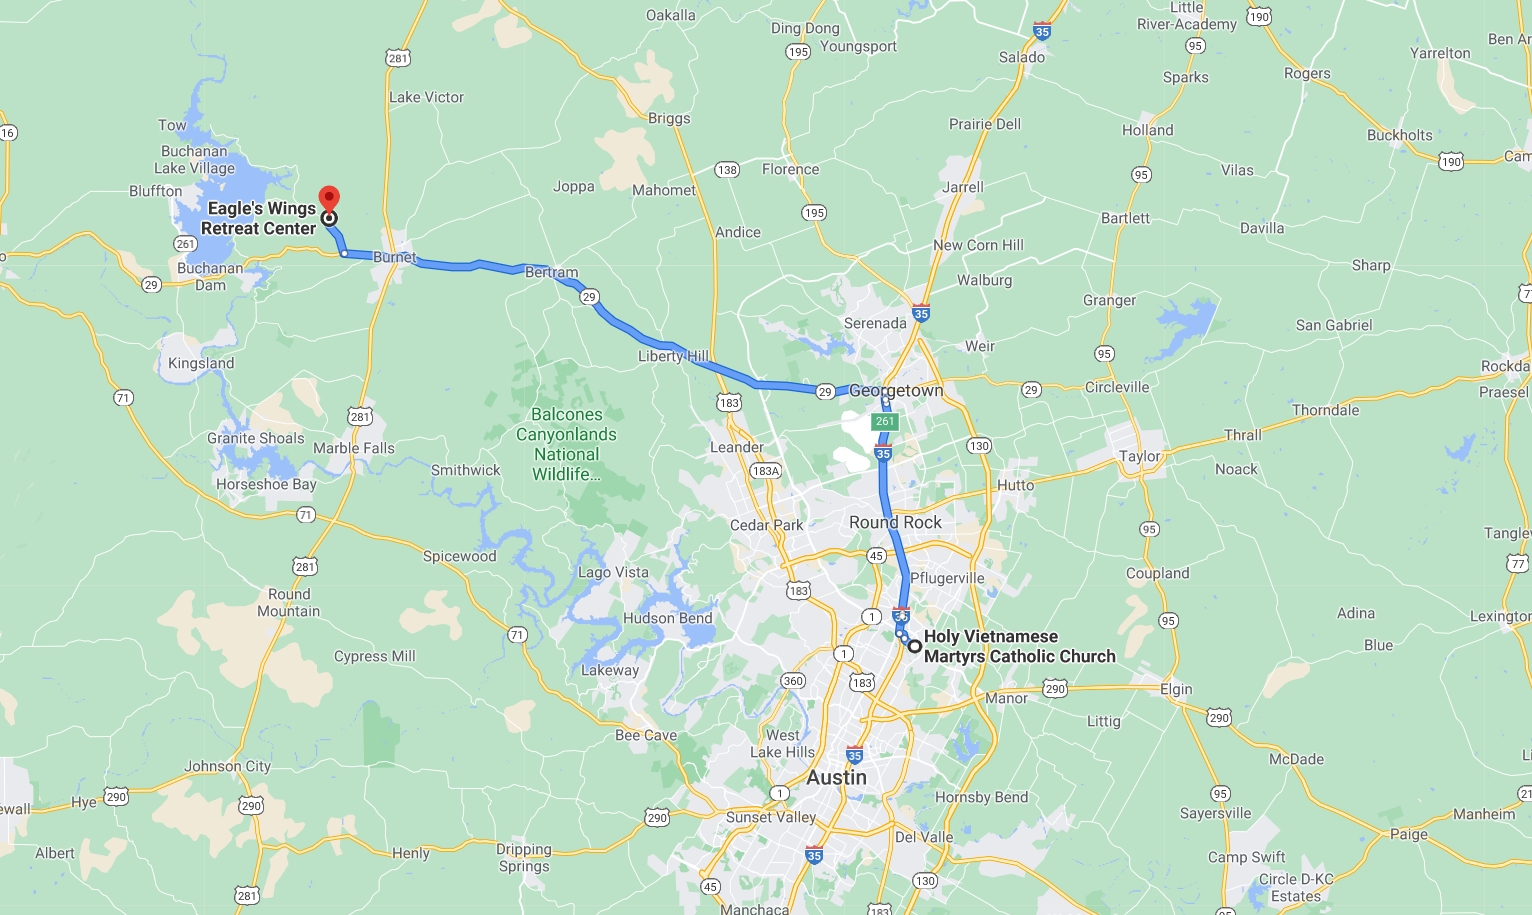 Oakalla
Ding Dong
Little
River-Academy
190
35
281
195
Youngsport
95
Salado
Yarrelton
Ben Ar
Rogers
Sparks
Lake Victor
Briggs
Prairie Dell
Holland
16
Tow
Buckholts
Buchanan
Lake Village
138
Florence
Vilas
190
Cam
95
Bluffton
Joppa
Mahomet
Jarrell
Eagle's Wings
Retreat Center
195
Bartlett
Davilla
Andice
261
New Corn Hill
o
Burnet
Buchanan
Dam
Bertram
29
29
Walburg
Sharp
Granger
77
35
Serenada
San Gabriel
Weir
95
Kingsland
Liberty Hill
Rockda
Circleville
29
Georgetown
29
Praesel
71
183
281
Balcones
Canyonlands
National
Wildlife...
261
Thorndale
Granite Shoals
Marble Falls
Leander
35
130
Thrall
Taylor
Smithwick
183A
Noack
Horseshoe Bay
Hutto
71
Cedar Park
Round Rock
95
Tangle
Spicewood
45
281
Lago Vista
Pflugerville
Coupland
77
Round
Mountain
183
Hudson Bend
1
35
95
Adina
Lexington
71
Holy Vietnamese
Martyrs Catholic Church
Blue
Cypress Mill
Lakeway
1
360
183
290
Manor
Elgin
Littig
290
Bee Cave
West
Lake Hills
35
Austin
Johnson City
McDade
ewall
Hye
290
290
1
Hornsby Bend
95
21
Sunset Valley
290
Sayersville
Manheim
Del Valle
Paige
Albert
Henly
Dripping
Springs
35
Camp Swift
45
130
Circle D-KC
Estates
281
Manchaca
183
95